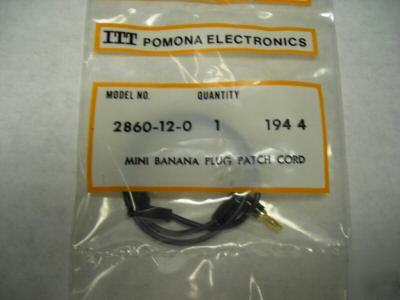 ITT POMONA ELECTRONICS
MODEL NO. QUANTITY
2860-12-0 1 194 4
MINI BANANA PLUG PATCH CORD